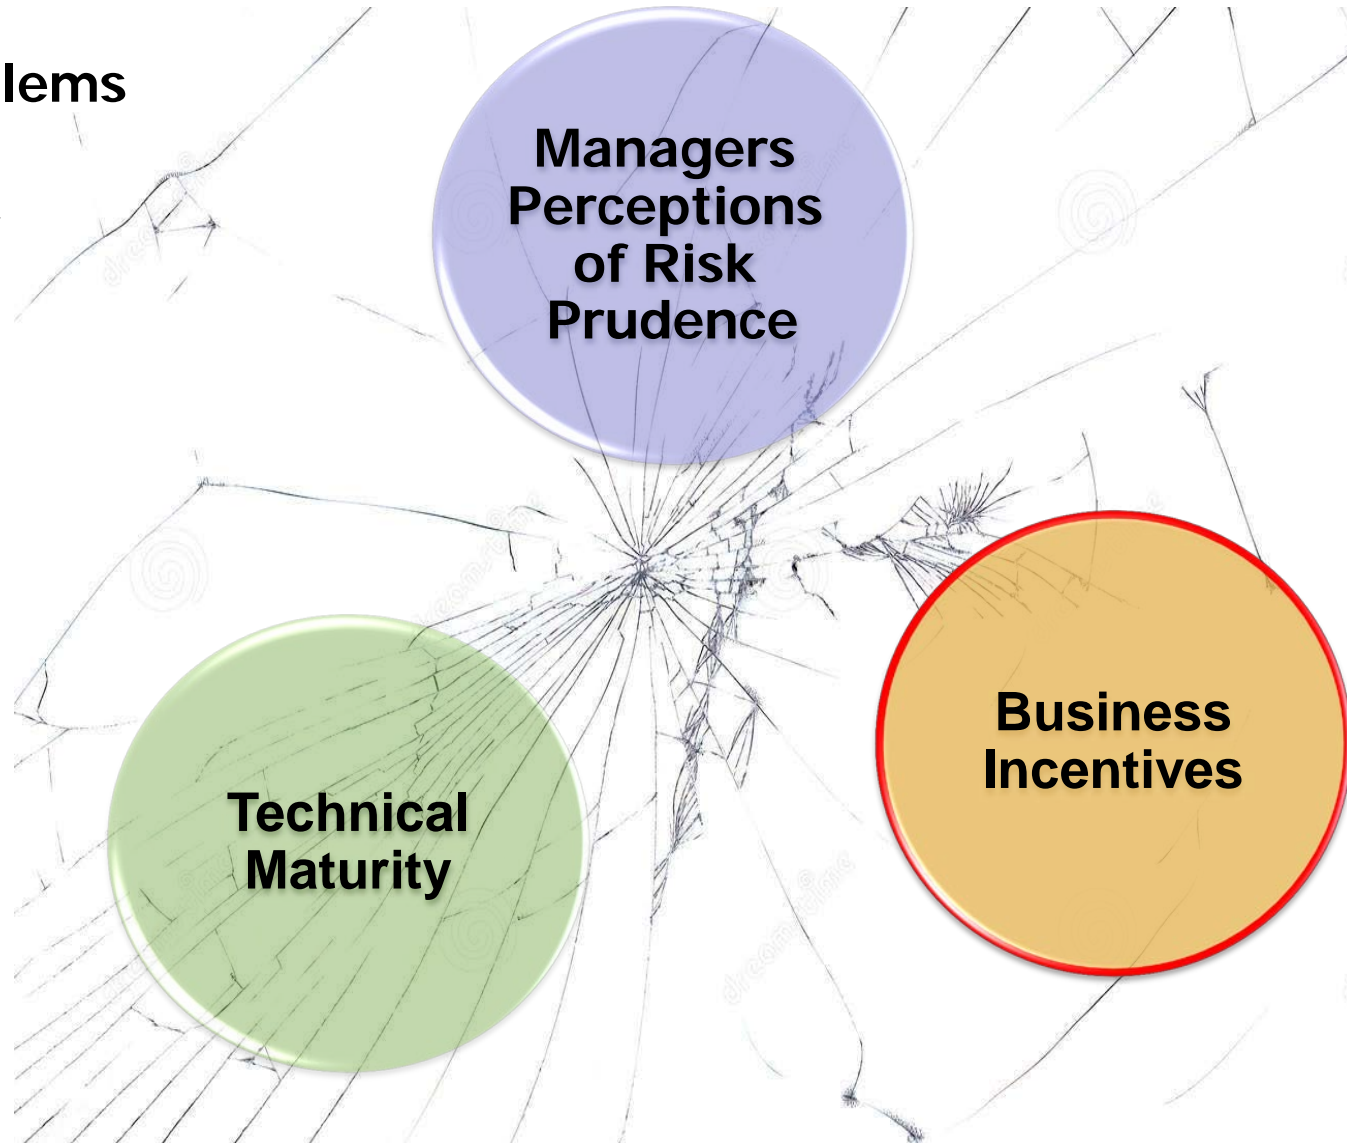 lems
Managers
Perceptions
of Risk
Prudence
Business
Incentives
Technical
Maturity